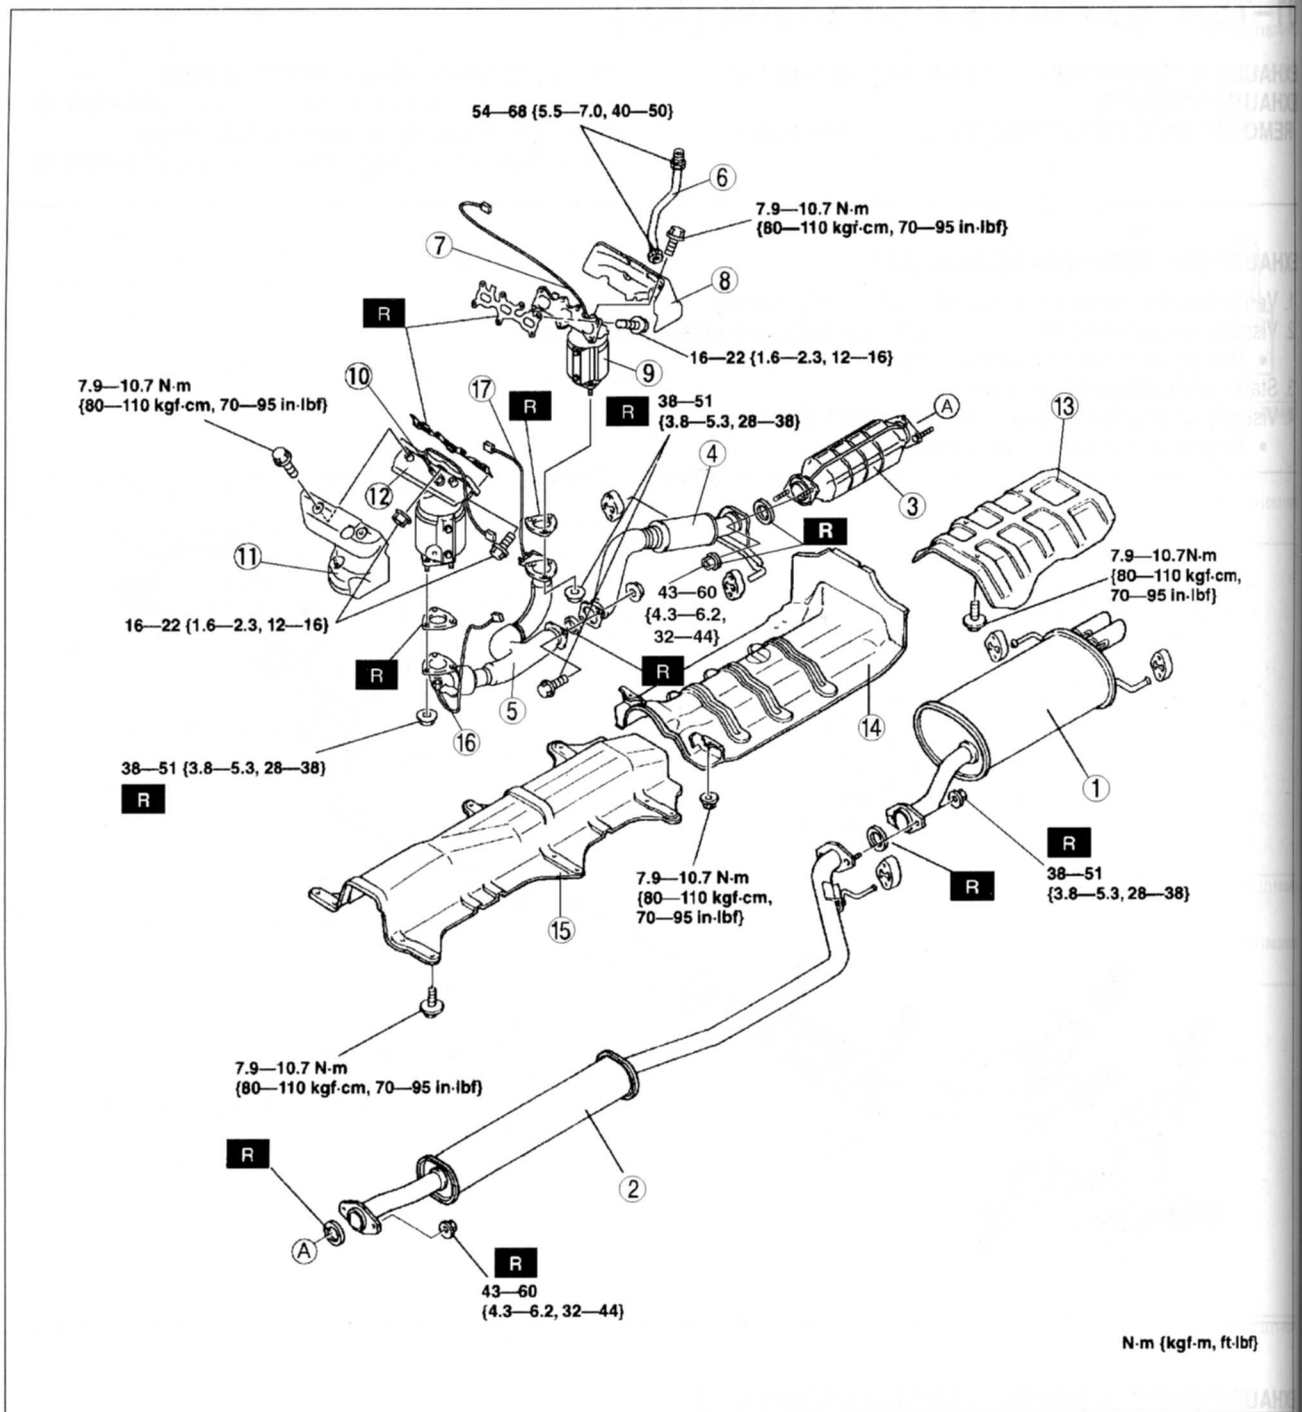 54—68 {5.5—7.0, 40—50}
6
7.9—10.7 N·m
{80—110 kgf·cm, 70—95 in·lbf}
7
8
R
16—22 {1.6—2.3, 12—16}
9
10
17
R
R
38—51
{3.8—5.3, 28—38}
A
13
7.9—10.7 N·m
{80—110 kgf·cm, 70—95 in·lbf}
4
3
12
R
11
7.9—10.7N·m
{80—110 kgf·cm,
70—95 in·lbf}
43—60
{4.3—6.2,
32—44}
16—22 {1.6—2.3, 12—16}
R
R
5
16
14
38—51 {3.8—5.3, 28—38}
R
1
R
38—51
{3.8—5.3, 28—38}
R
7.9—10.7 N·m
{80—110 kgf·cm,
70—95 in·lbf}
15
7.9—10.7 N·m
{80—110 kgf·cm, 70—95 in·lbf}
R
2
A
R
43—60
{4.3—6.2, 32—44}
N·m {kgf·m, ft·lbf}